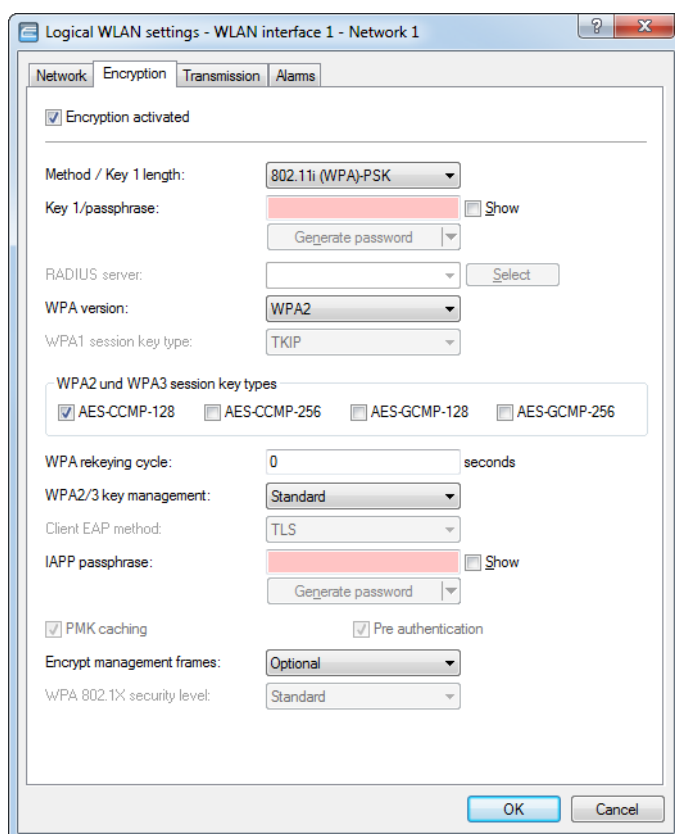 Logical WLAN settings - WLAN interface 1 - Network 1
Network Encryption Transmission Alarms
Encryption activated
Method / Key 1 length: 802.11i (WPA)-PSK
Key 1/passphrase: Show
Generate password
RADIUS server: Select
WPA version: WPA2
WPA1 session key type: TKIP
WPA2 und WPA3 session key types
AES-CCMP-128 AES-CCMP-256 AES-GCMP-128 AES-GCMP-256
WPA rekeying cycle: 0 seconds
WPA2/3 key management: Standard
Client EAP method: TLS
IAPP passphrase: Show
Generate password
PMK caching Pre authentication
Encrypt management frames: Optional
WPA 802.1X security level: Standard
OK Cancel